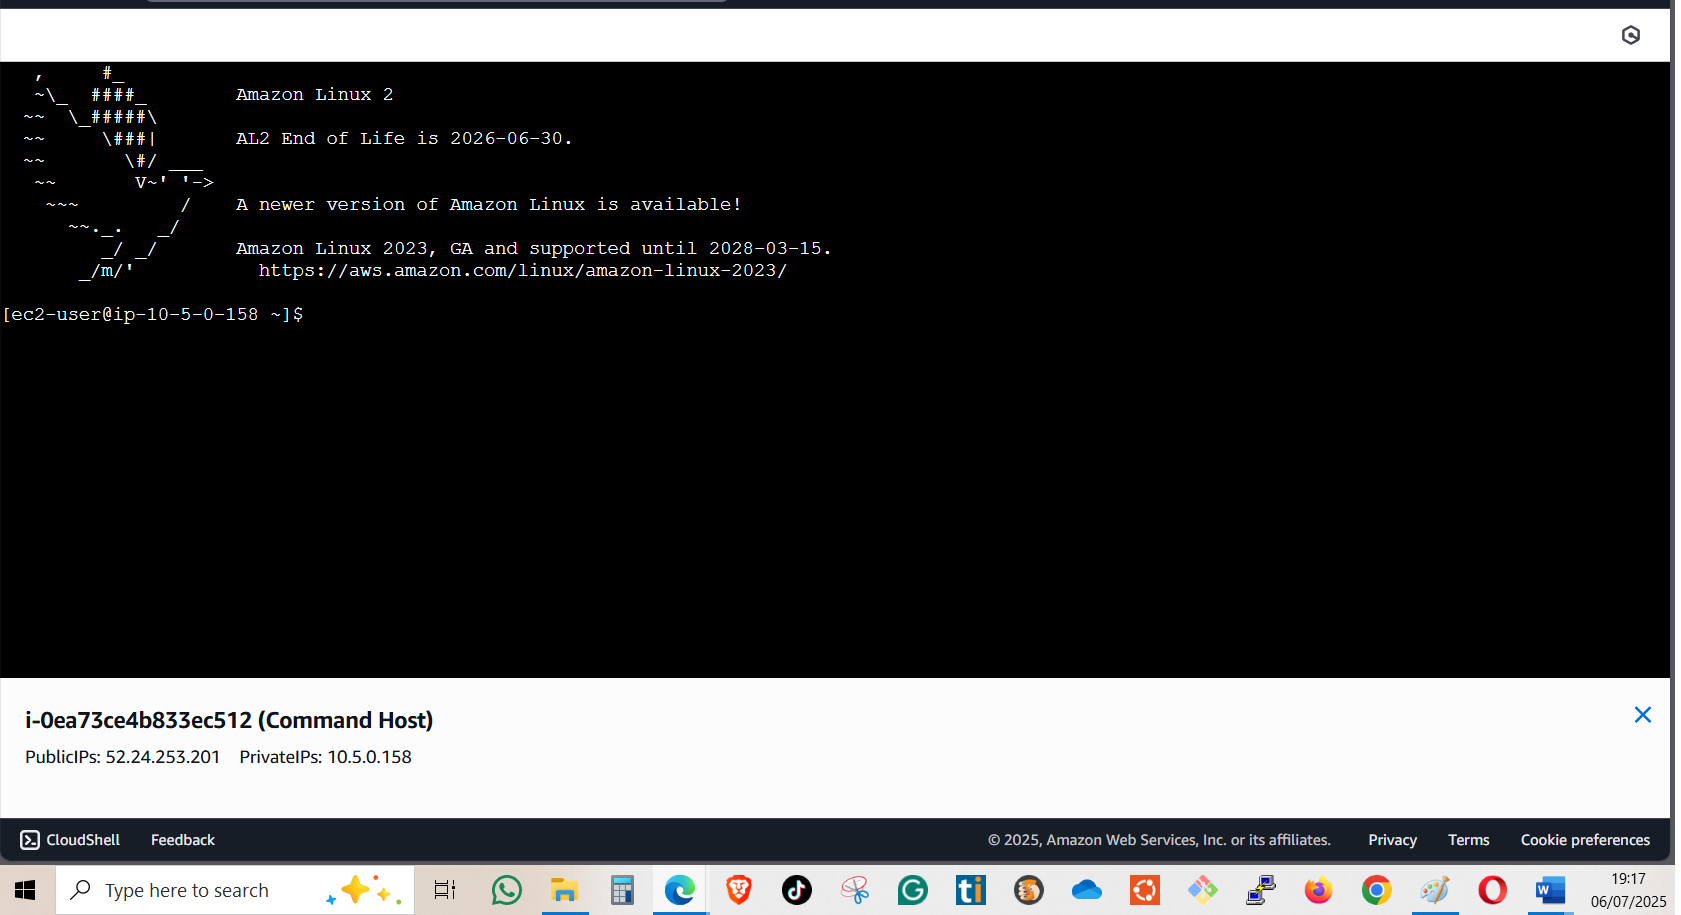 ,     #_
   ~\_  ####_        Amazon Linux 2
  ~~  \_#####\
  ~~     \###|       AL2 End of Life is 2026-06-30.
  ~~       \#/ ___
   ~~       V~' '->
    ~~~         /    A newer version of Amazon Linux is available!
      ~~._.   _/
         _/ _/       Amazon Linux 2023, GA and supported until 2028-03-15.
       _/m/'           https://aws.amazon.com/linux/amazon-linux-2023/
[ec2-user@ip-10-5-0-158 ~]$
i-0ea73ce4b833ec512 (Command Host)
PublicIPs: 52.24.253.201    PrivateIPs: 10.5.0.158
CloudShell    Feedback    © 2025, Amazon Web Services, Inc. or its affiliates.    Privacy    Terms    Cookie preferences
Type here to search
19:17
06/07/2025